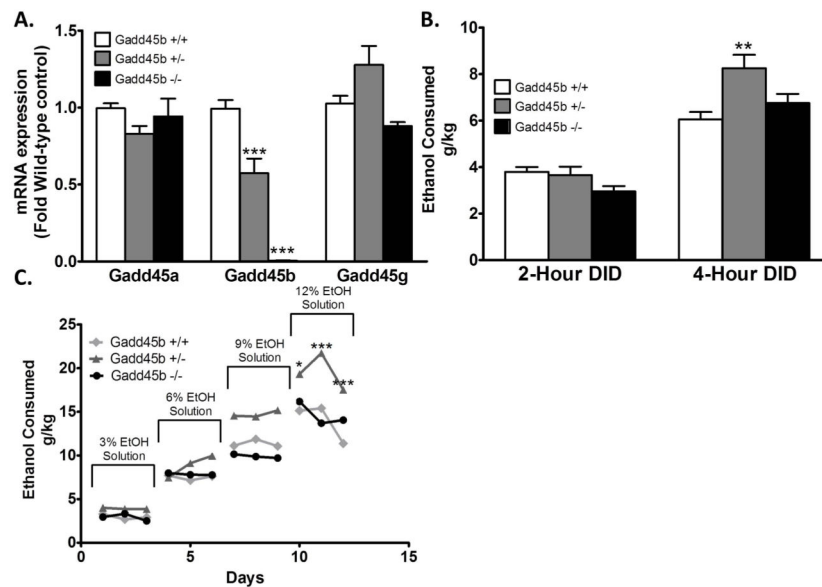 A.
1.5
1.0
0.5
0.0
mRNA expression
(Fold Wild-type control)
Gadd45b +/+
Gadd45b +/-
Gadd45b -/-
***
***
Gadd45a
Gadd45b
Gadd45g
B.
10
8
6
4
2
0
Ethanol Consumed
g/kg
Gadd45b +/+
Gadd45b +/-
Gadd45b -/-
**
2-Hour DID
4-Hour DID
C.
25
20
15
10
5
0
Ethanol Consumed
g/kg
Gadd45b +/+
Gadd45b +/-
Gadd45b -/-
3% EtOH
Solution
6% EtOH
Solution
9% EtOH
Solution
12% EtOH
Solution
*
***
***
0
5
10
15
Days